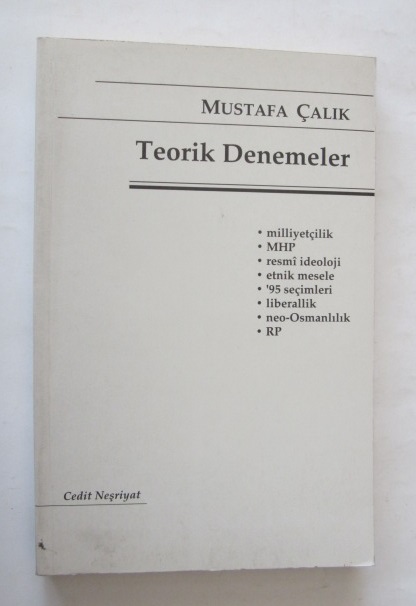 MUSTAFA ÇALIK
Teorik Denemeler
• milliyetçilik
• MHP
• resmî ideoloji
• etnik mesele
• '95 seçimleri
• liberallik
• neo-Osmanlılık
• RP
Cedit Neşriyat